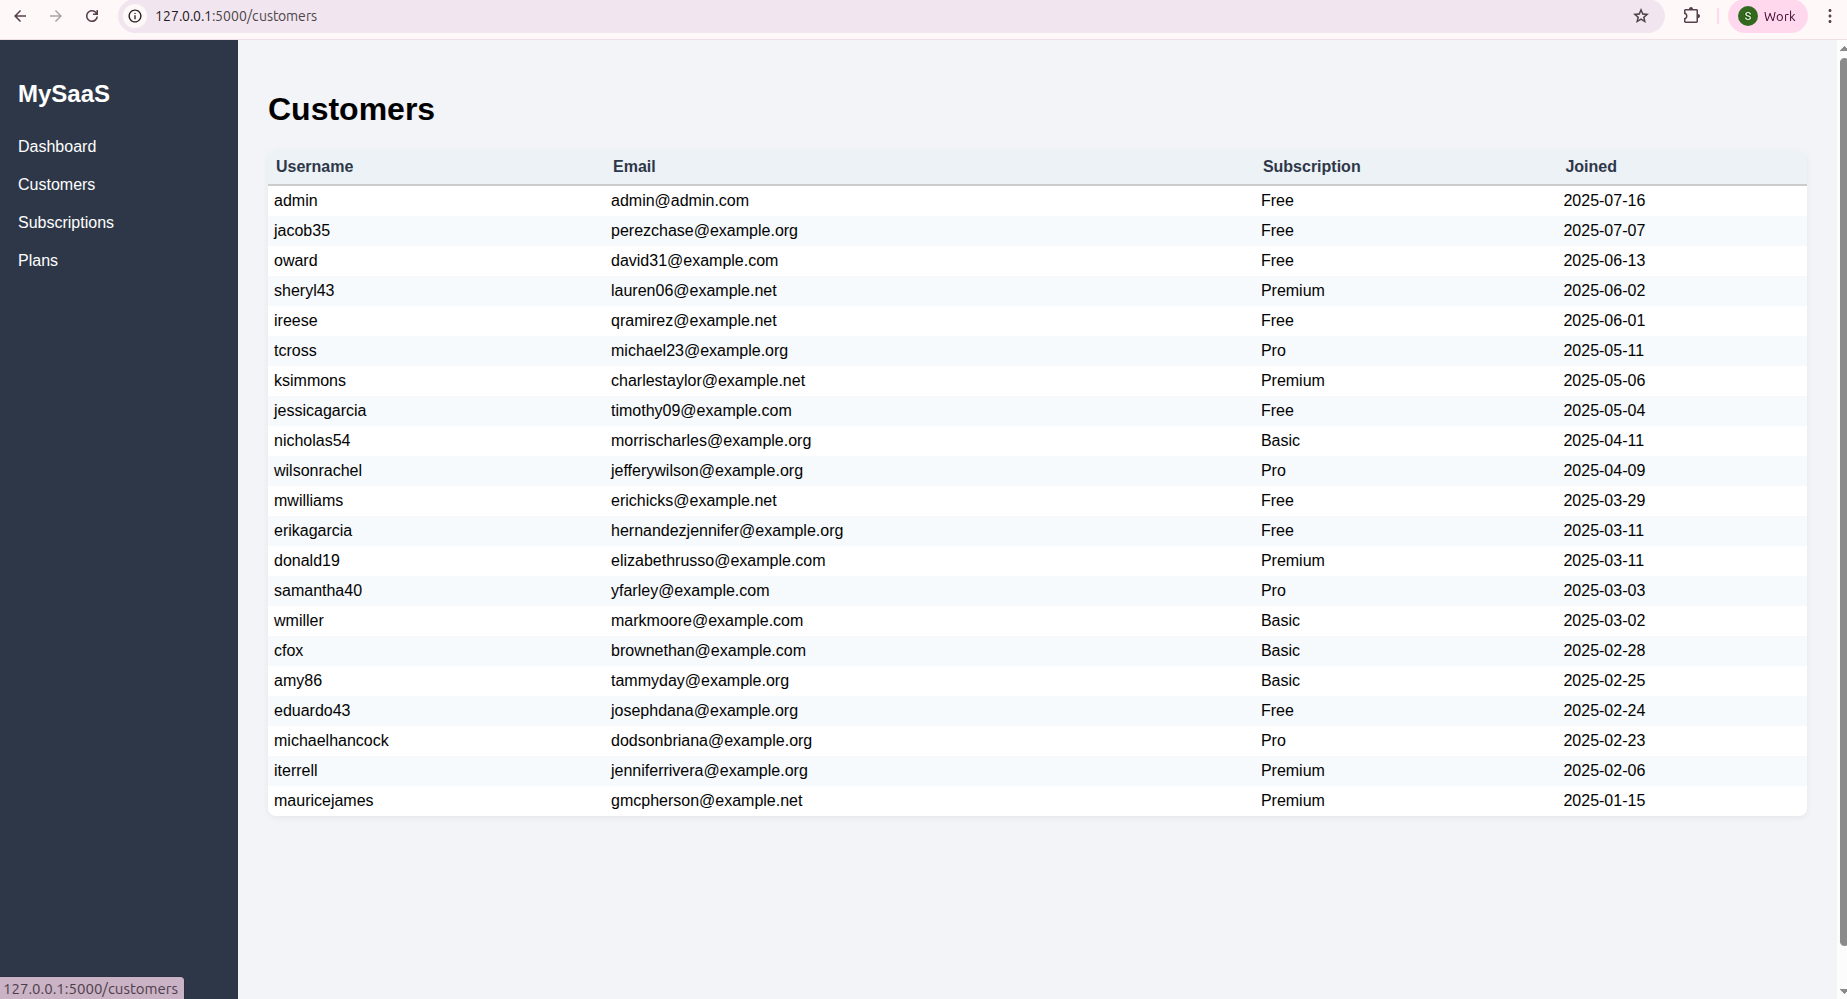 127.0.0.1:5000/customers
S Work
MySaaS
Dashboard
Customers
Subscriptions
Plans
Customers
Username Email Subscription Joined
admin admin@admin.com Free 2025-07-16
jacob35 perezchase@example.org Free 2025-07-07
oward david31@example.com Free 2025-06-13
sheryl43 lauren06@example.net Premium 2025-06-02
ireese qramirez@example.net Free 2025-06-01
tcross michael23@example.org Pro 2025-05-11
ksimmons charlestaylor@example.net Premium 2025-05-06
jessicagarcia timothy09@example.com Free 2025-05-04
nicholas54 morrischarles@example.org Basic 2025-04-11
wilsonrachel jefferywilson@example.org Pro 2025-04-09
mwilliams erichicks@example.net Free 2025-03-29
erikagarcia hernandezjennifer@example.org Free 2025-03-11
donald19 elizabethrusso@example.com Premium 2025-03-11
samantha40 yfarley@example.com Pro 2025-03-03
wmiller markmoore@example.com Basic 2025-03-02
cfox brownethan@example.com Basic 2025-02-28
amy86 tammyday@example.org Basic 2025-02-25
eduardo43 josephdana@example.org Free 2025-02-24
michaelhancock dodsonbriana@example.org Pro 2025-02-23
iterrell jenniferrivera@example.org Premium 2025-02-06
mauricejames gmcpherson@example.net Premium 2025-01-15
127.0.0.1:5000/customers